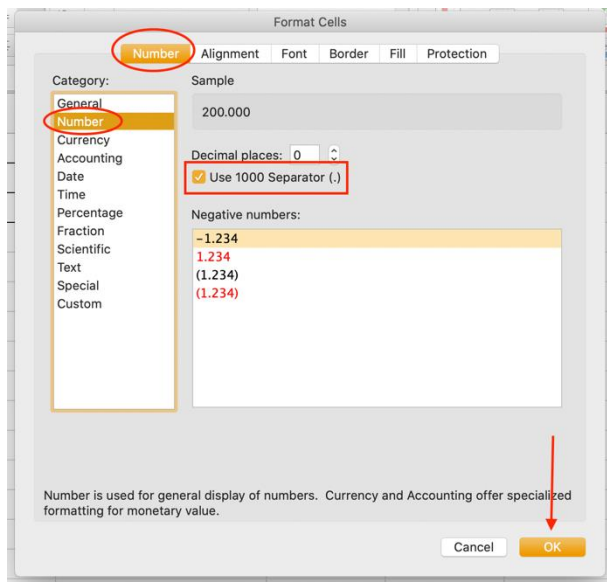 Format Cells
Number Alignment Font Border Fill Protection
Category:
General
Number
Currency
Accounting
Date
Time
Percentage
Fraction
Scientific
Text
Special
Custom
Sample
200.000
Decimal places: 0
Use 1000 Separator (.)
Negative numbers:
-1.234
1.234
(1.234)
(1.234)
Number is used for general display of numbers. Currency and Accounting offer specialized
formatting for monetary value.
Cancel OK